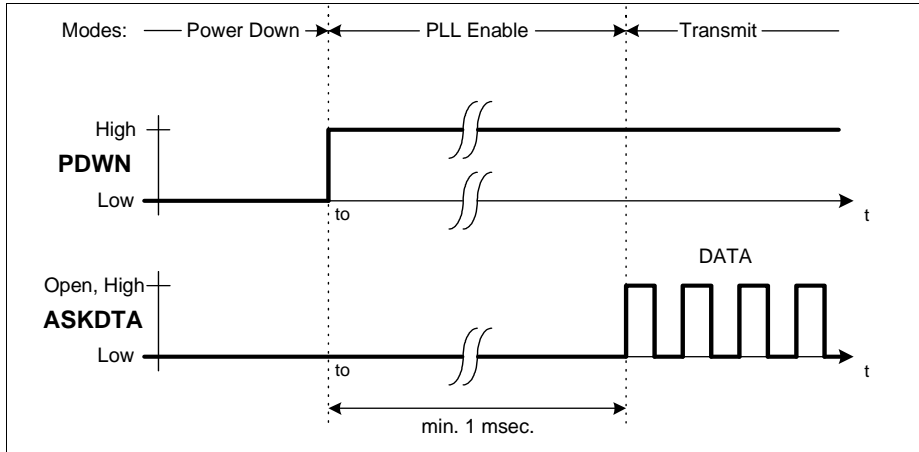 Modes: Power Down PLL Enable Transmit
High
PDWN
Low
to
t
DATA
Open, High
ASKDTA
Low
to
t
min. 1 msec.